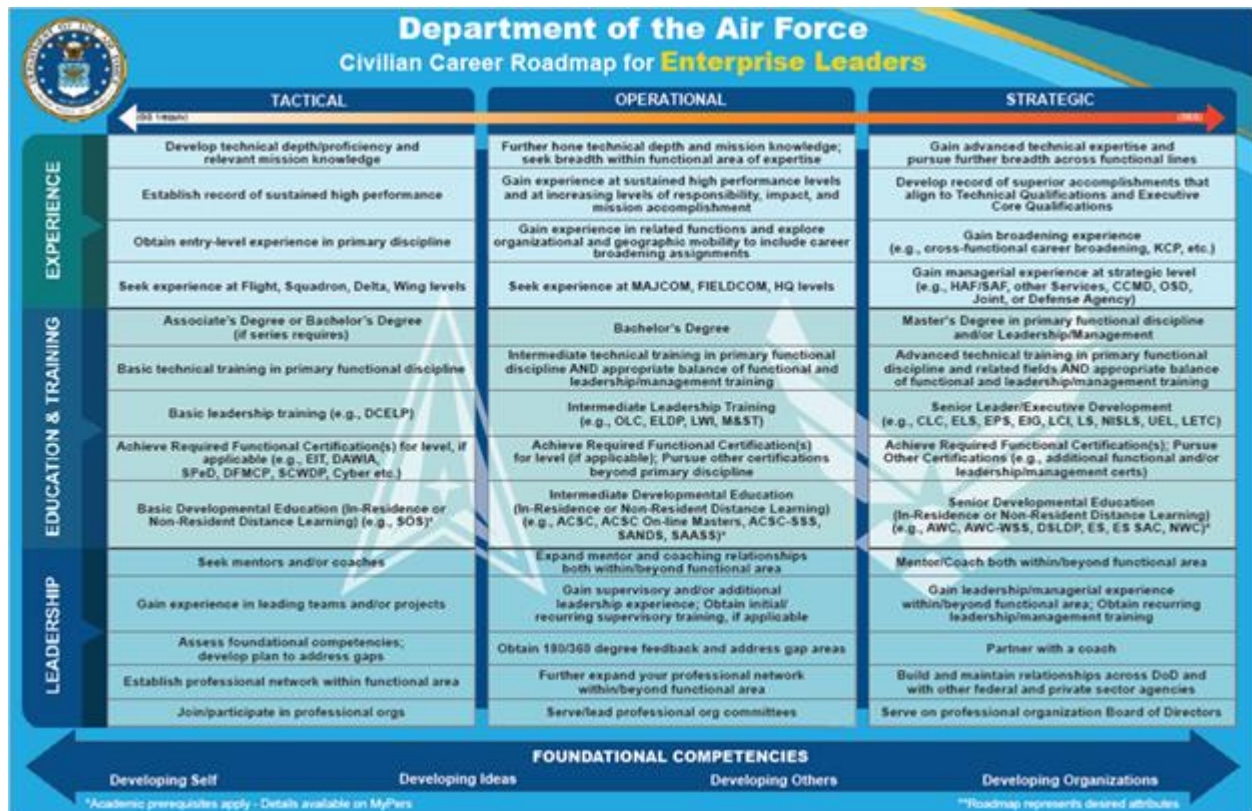 Department of the Air Force
Civilian Career Roadmap for Enterprise Leaders
TACTICAL
OPERATIONAL
STRATEGIC
EXPERIENCE
Develop technical depth/proficiency and
relevant mission knowledge
Further hone technical depth and mission knowledge;
seek breadth within functional area of expertise
Gain advanced technical expertise and
pursue further breadth across functional lines
Establish record of sustained high performance
Gain experience at sustained high performance levels
and at increasing levels of responsibility, impact, and
mission accomplishment
Develop record of superior accomplishments that
align to Technical Qualifications and Executive
Core Qualifications
Obtain entry-level experience in primary discipline
Gain experience in related functions and explore
organizational and geographic mobility to include career
broadening assignments
Gain broadening experience
(e.g., cross-functional career broadening, KCP, etc.)
Seek experience at Flight, Squadron, Delta, Wing levels
Seek experience at MAJCOM, FIELDCOM, HQ levels
Gain managerial experience at strategic level
(e.g., HAF/SAF, other Services, CCMD, OSD,
Joint, or Defense Agency)
EDUCATION & TRAINING
Associate's Degree or Bachelor's Degree
(if series requires)
Bachelor's Degree
Master's Degree in primary functional discipline
and/or Leadership/Management
Basic technical training in primary functional discipline
Intermediate technical training in primary functional
discipline AND appropriate balance of functional and
leadership/management training
Advanced technical training in primary functional
discipline and related fields AND appropriate balance
of functional and leadership/management training
Basic leadership training (e.g., DCELP)
Intermediate Leadership Training
(e.g., OLC, ELDP, LWI, M&ST)
Senior Leader/Executive Development
(e.g., CLC, ELS, EPS, EIG, LCI, LS, NISLS, UEL, LETC)
Achieve Required Functional Certification(s) for level, if
applicable (e.g., EIT, DAWIA,
SPeD, DFMCP, SCWDP, Cyber etc.)
Achieve Required Functional Certification(s)
for level (if applicable); Pursue other certifications
beyond primary discipline
Achieve Required Functional Certification(s); Pursue
Other Certifications (e.g., additional functional and/or
leadership/management certs)
Basic Developmental Education (In-Residence or
Non-Resident Distance Learning) (e.g., SOS)*
Intermediate Developmental Education
(In-Residence or Non-Resident Distance Learning)
(e.g., ACSC, ACSC On-line Masters, ACSC-SSS,
SANDS, SAASS)*
Senior Developmental Education
(In-Residence or Non-Resident Distance Learning)
(e.g., AWC, AWC-WSS, DSLDP, ES, ES SAC, NWC)*
LEADERSHIP
Seek mentors and/or coaches
Expand mentor and coaching relationships
both within/beyond functional area
Mentor/Coach both within/beyond functional area
Gain experience in leading teams and/or projects
Gain supervisory and/or additional
leadership experience; Obtain initial/
recurring supervisory training, if applicable
Gain leadership/managerial experience
within/beyond functional area; Obtain recurring
leadership/management training
Assess foundational competencies;
develop plan to address gaps
Obtain 180/360 degree feedback and address gap areas
Partner with a coach
Establish professional network within functional area
Further expand your professional network
within/beyond functional area
Build and maintain relationships across DoD and
with other federal and private sector agencies
Join/participate in professional orgs
Serve/lead professional org committees
Serve on professional organization Board of Directors
FOUNDATIONAL COMPETENCIES
Developing Self
Developing Ideas
Developing Others
Developing Organizations
*Academic prerequisites apply - Details available on MyPers
**Roadmap represents desired attributes